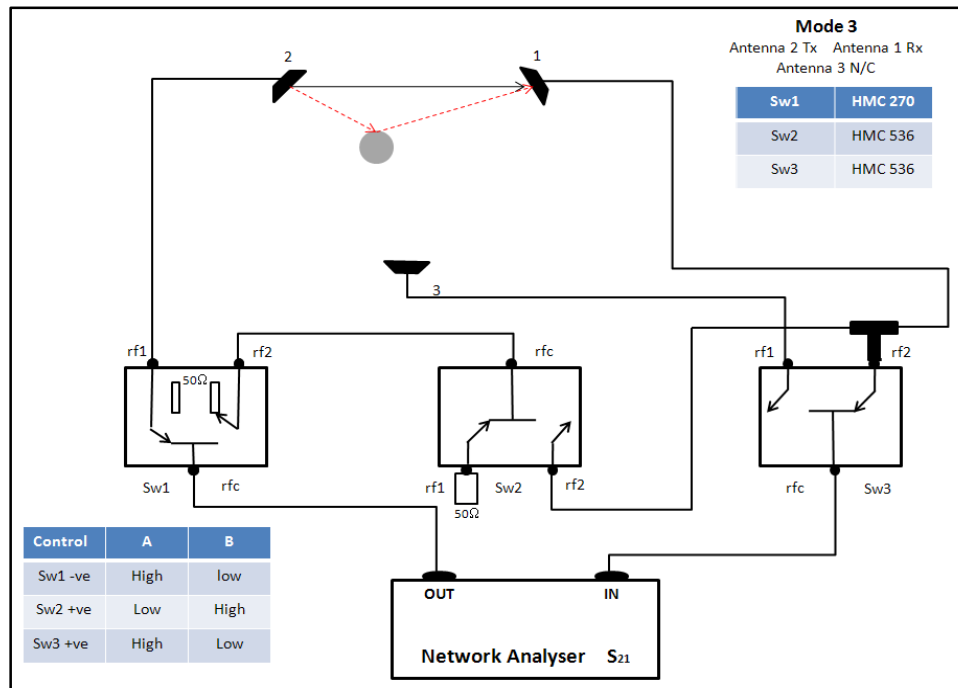 Mode 3
Antenna 2 Tx Antenna 1 Rx
Antenna 3 N/C
Sw1 HMC 270
Sw2 HMC 536
Sw3 HMC 536
2
1
3
rf1
rf2
50Ω
Sw1
rfc
rfc
rf1
50Ω
Sw2
rf2
rf1
rf2
rfc
Sw3
Control A B
Sw1 -ve High low
Sw2 +ve Low High
Sw3 +ve High Low
OUT
IN
Network Analyser S21